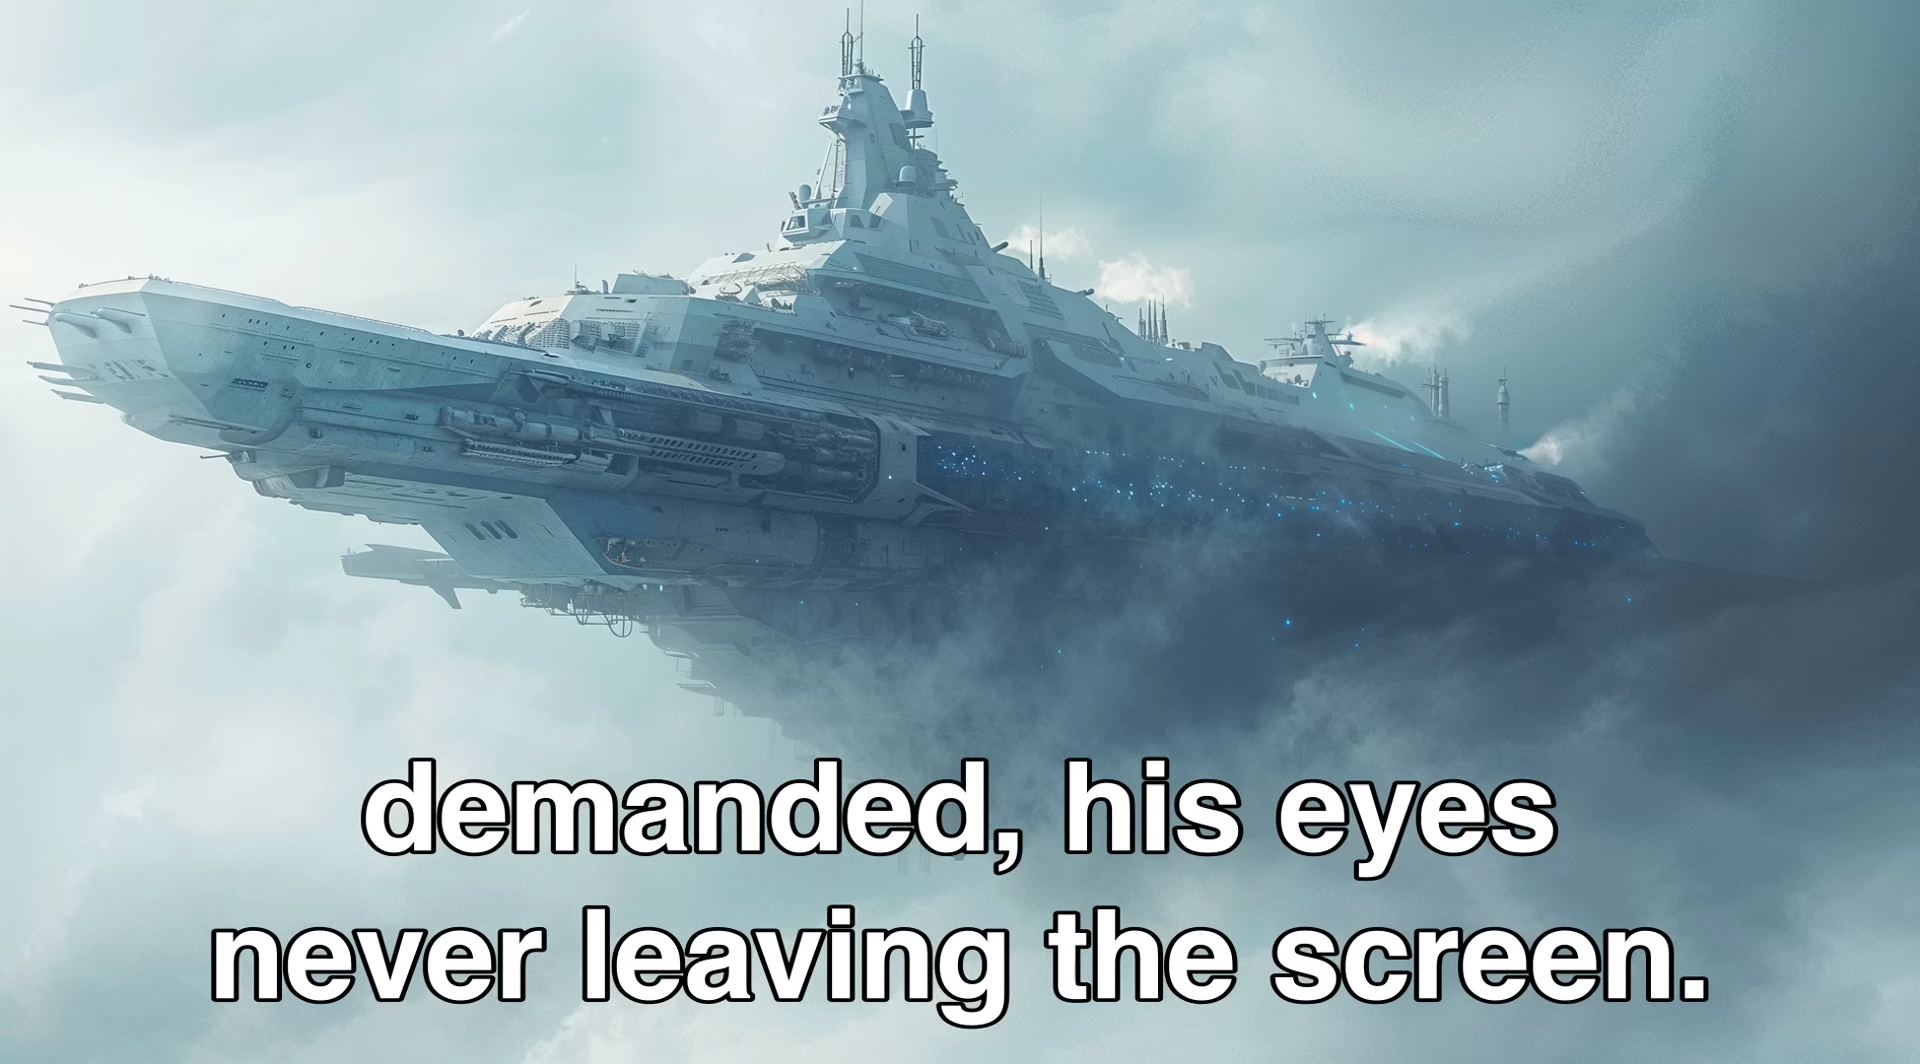 demanded, his eyes
never leaving the screen.